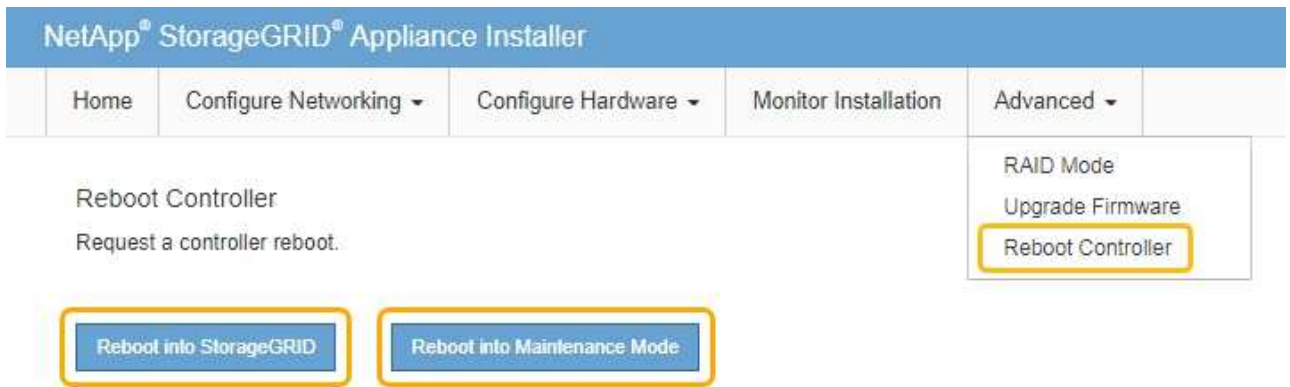 NetApp® StorageGRID® Appliance Installer
Home Configure Networking Configure Hardware Monitor Installation Advanced
RAID Mode
Upgrade Firmware
Reboot Controller
Reboot Controller
Request a controller reboot.
Reboot into StorageGRID Reboot into Maintenance Mode